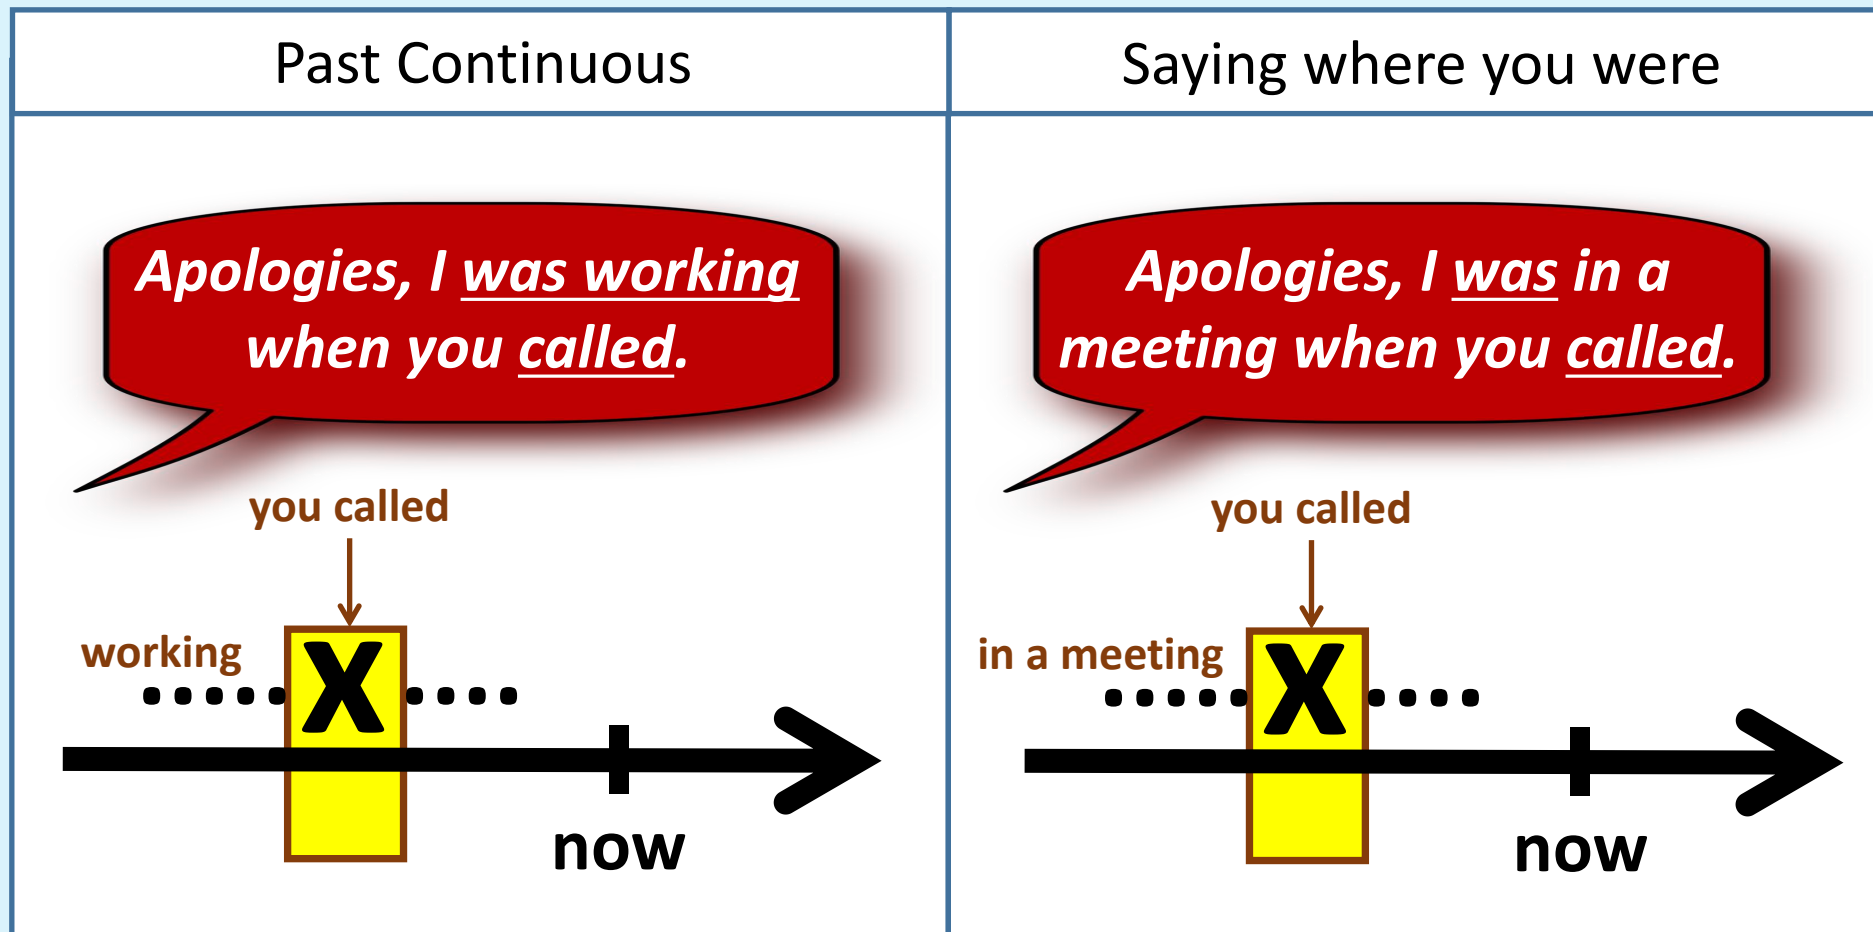 Past Continuous
Saying where you were
Apologies, I was working
when you called.
you called
working
X
now
Apologies, I was in a
meeting when you called.
you called
in a meeting
X
now